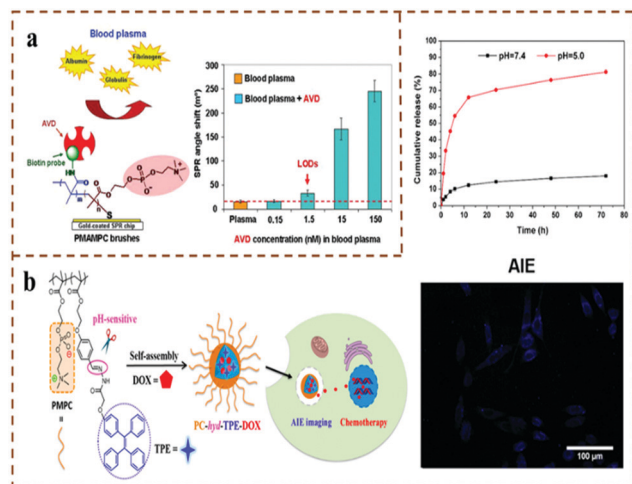 a
Blood plasma
Albumin
Fibrinogen
Globulin
AVD
Biotin probe
HN
O
S
Gold-coated SPR chip
PMAMPC brushes
SPR angle shift (m°)
350
300
250
200
150
100
50
0
Blood plasma
Blood plasma + AVD
LODs
Plasma 0.15 1.5 15 150
AVD concentration (nM) in blood plasma
Cumulative release (%)
100
90
80
70
60
50
40
30
20
10
0
pH=7.4 pH=5.0
0 10 20 30 40 50 60 70 80
Time (h)
b
pH-sensitive
PMPC
=
NH
TPE =
Self-assembly
DOX =
PC-hyd-TPE-DOX
AIE imaging
Chemotherapy
AIE
100 μm